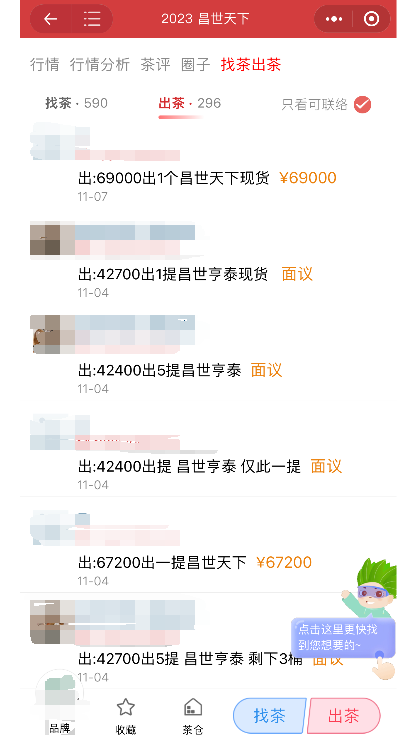 2023 昌世天下
行情 行情分析 茶评 圈子 找茶出茶
找茶 · 590 出茶 · 296 只看可联络
出:69000出1个昌世天下现货 ¥69000
11-07
出:42700出1提昌世亨泰现货 面议
11-04
出:42400出5提昌世亨泰 面议
11-04
出:42400出提 昌世亨泰 仅此一提 面议
11-04
出:67200出一提昌世天下 ¥67200
11-04
点击这里更快找
到您想要的~
出:42700出5提 昌世亨泰 剩下3桶 面议
11-04
品牌 收藏 茶仓 找茶 出茶